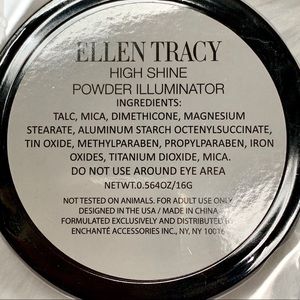 ELLEN TRACY
HIGH SHINE
POWDER ILLUMINATOR
INGREDIENTS:
TALC, MICA, DIMETHICONE, MAGNESIUM
STEARATE, ALUMINUM STARCH OCTENYLSUCCINATE,
TIN OXIDE, METHYLPARABEN, PROPYLPARABEN, IRON
OXIDES, TITANIUM DIOXIDE, MICA.
DO NOT USE AROUND EYE AREA
NETWT.0.564OZ/16G
NOT TESTED ON ANIMALS. FOR ADULT USE ONLY
DESIGNED IN THE USA / MADE IN CHINA
FORMULATED EXCLUSIVELY AND DISTRIBUTED
ENCHANTÉ ACCESSORIES INC., NY, NY 10016